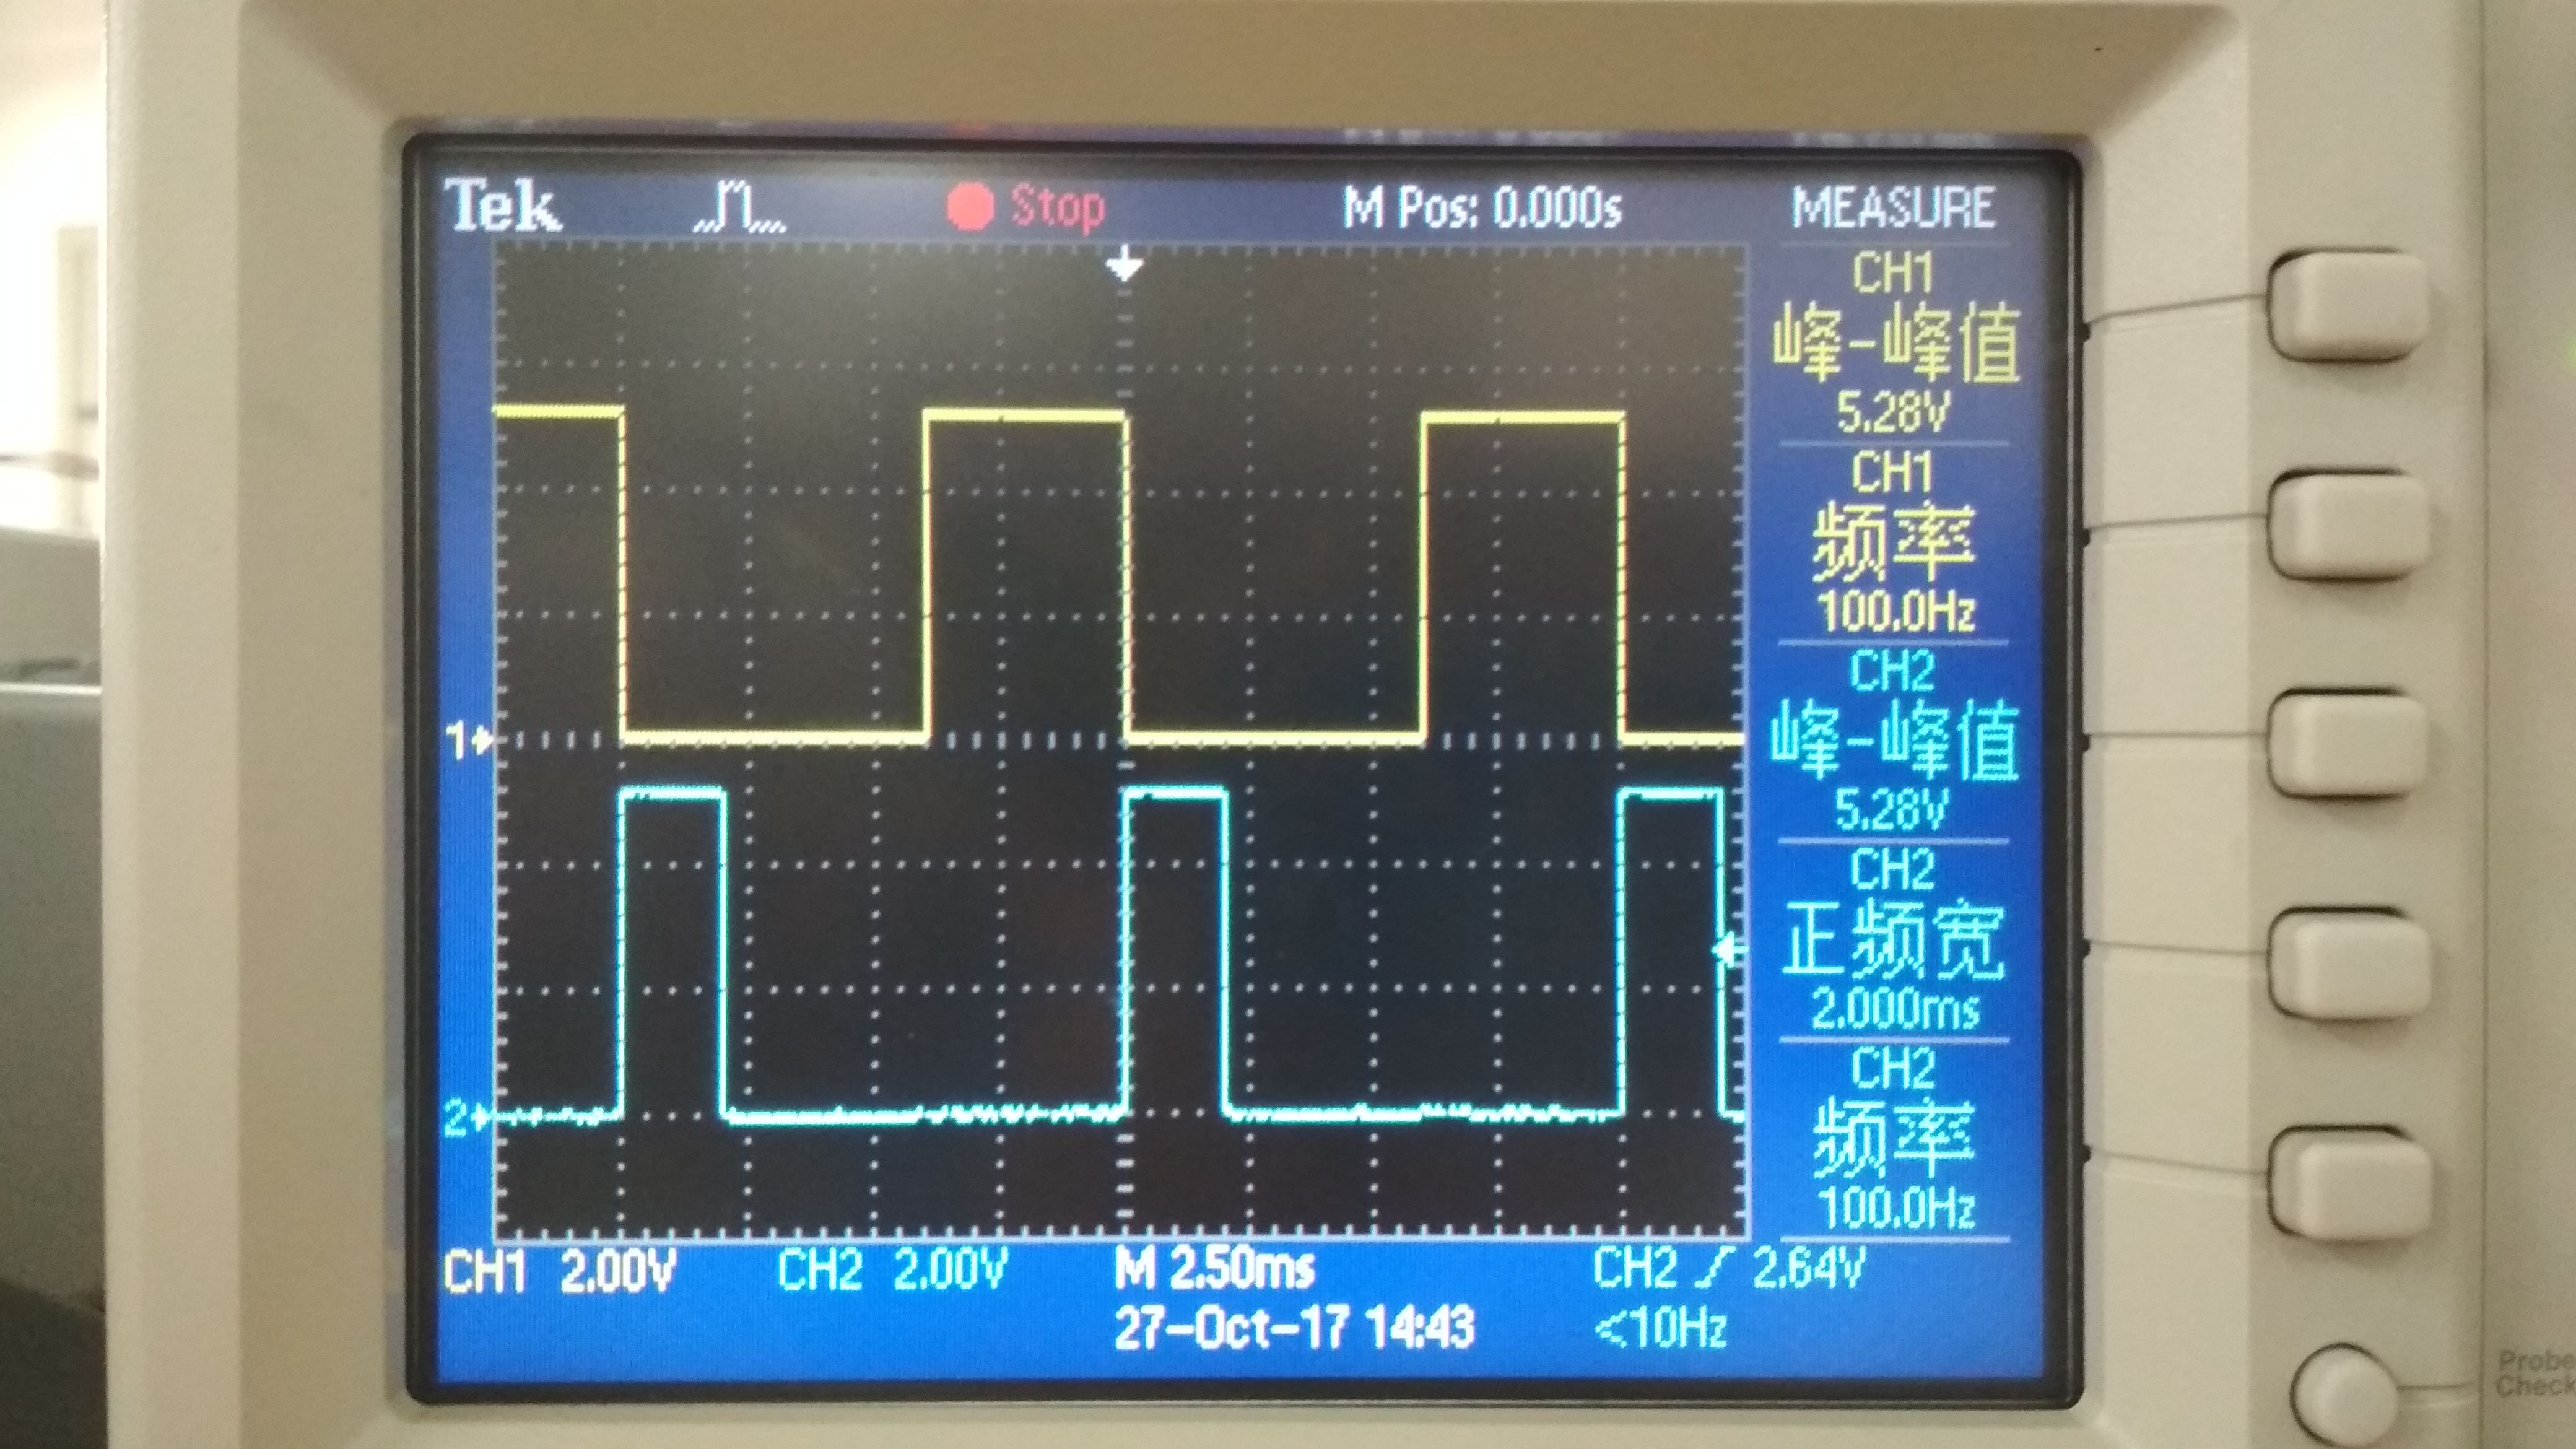 Tek Stop M Pos: 0.000s MEASURE
CH1
峰-峰值
5.28V
CH1
频率
100.0Hz
CH2
峰-峰值
5.28V
CH2
正频宽
2.000ms
CH2
频率
100.0Hz
1
2
CH1 2.00V CH2 2.00V M 2.50ms CH2 2.64V
27-Oct-17 14:43 <10Hz
Probe
Check